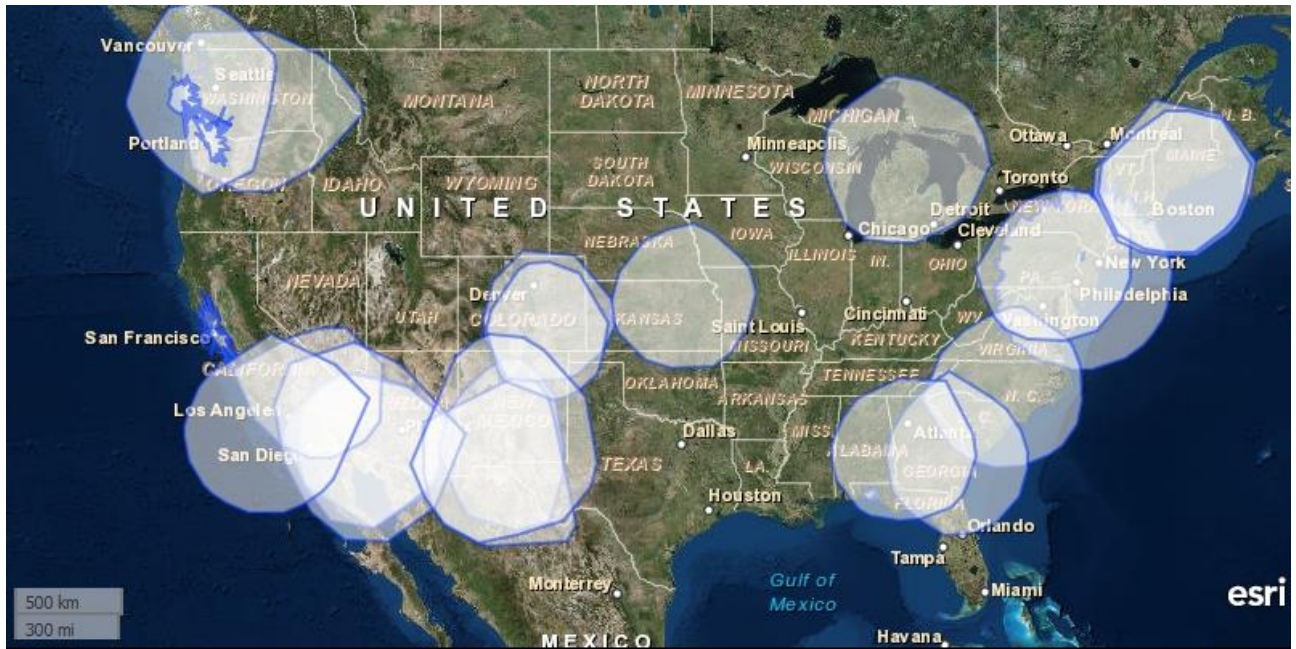 Vancouver
Seattle
WASHINGTON
MONTANA
NORTH
DAKOTA
MINNESOTA
MICHIGAN
Ottawa
Montréal
N. B.
MAINE
Portland
OREGON
IDAHO
WYOMING
SOUTH
DAKOTA
Minneapolis
WISCONSIN
Toronto
VT.
UNITED STATES
Detroit
NEW YORK
Boston
NEBRASKA
IOWA
Chicago
Cleveland
NEVADA
UTAH
Denver
COLORADO
KANSAS
ILLINOIS
IN.
OHIO
PA.
New York
Philadelphia
San Francisco
Saint Louis
MISSOURI
Cincinnati
WV
Washington
KENTUCKY
VIRGINIA
CALIFORNIA
OKLAHOMA
TENNESSEE
N. C.
Los Angeles
NEW
MEXICO
ARKANSAS
San Diego
Dallas
MISS.
ALABAMA
Atlanta
TEXAS
LA.
GEORGIA
Houston
FLORIDA
Orlando
Tampa
Monterrey
Gulf of
Mexico
Miami
esri
500 km
300 mi
MEXICO
Havana